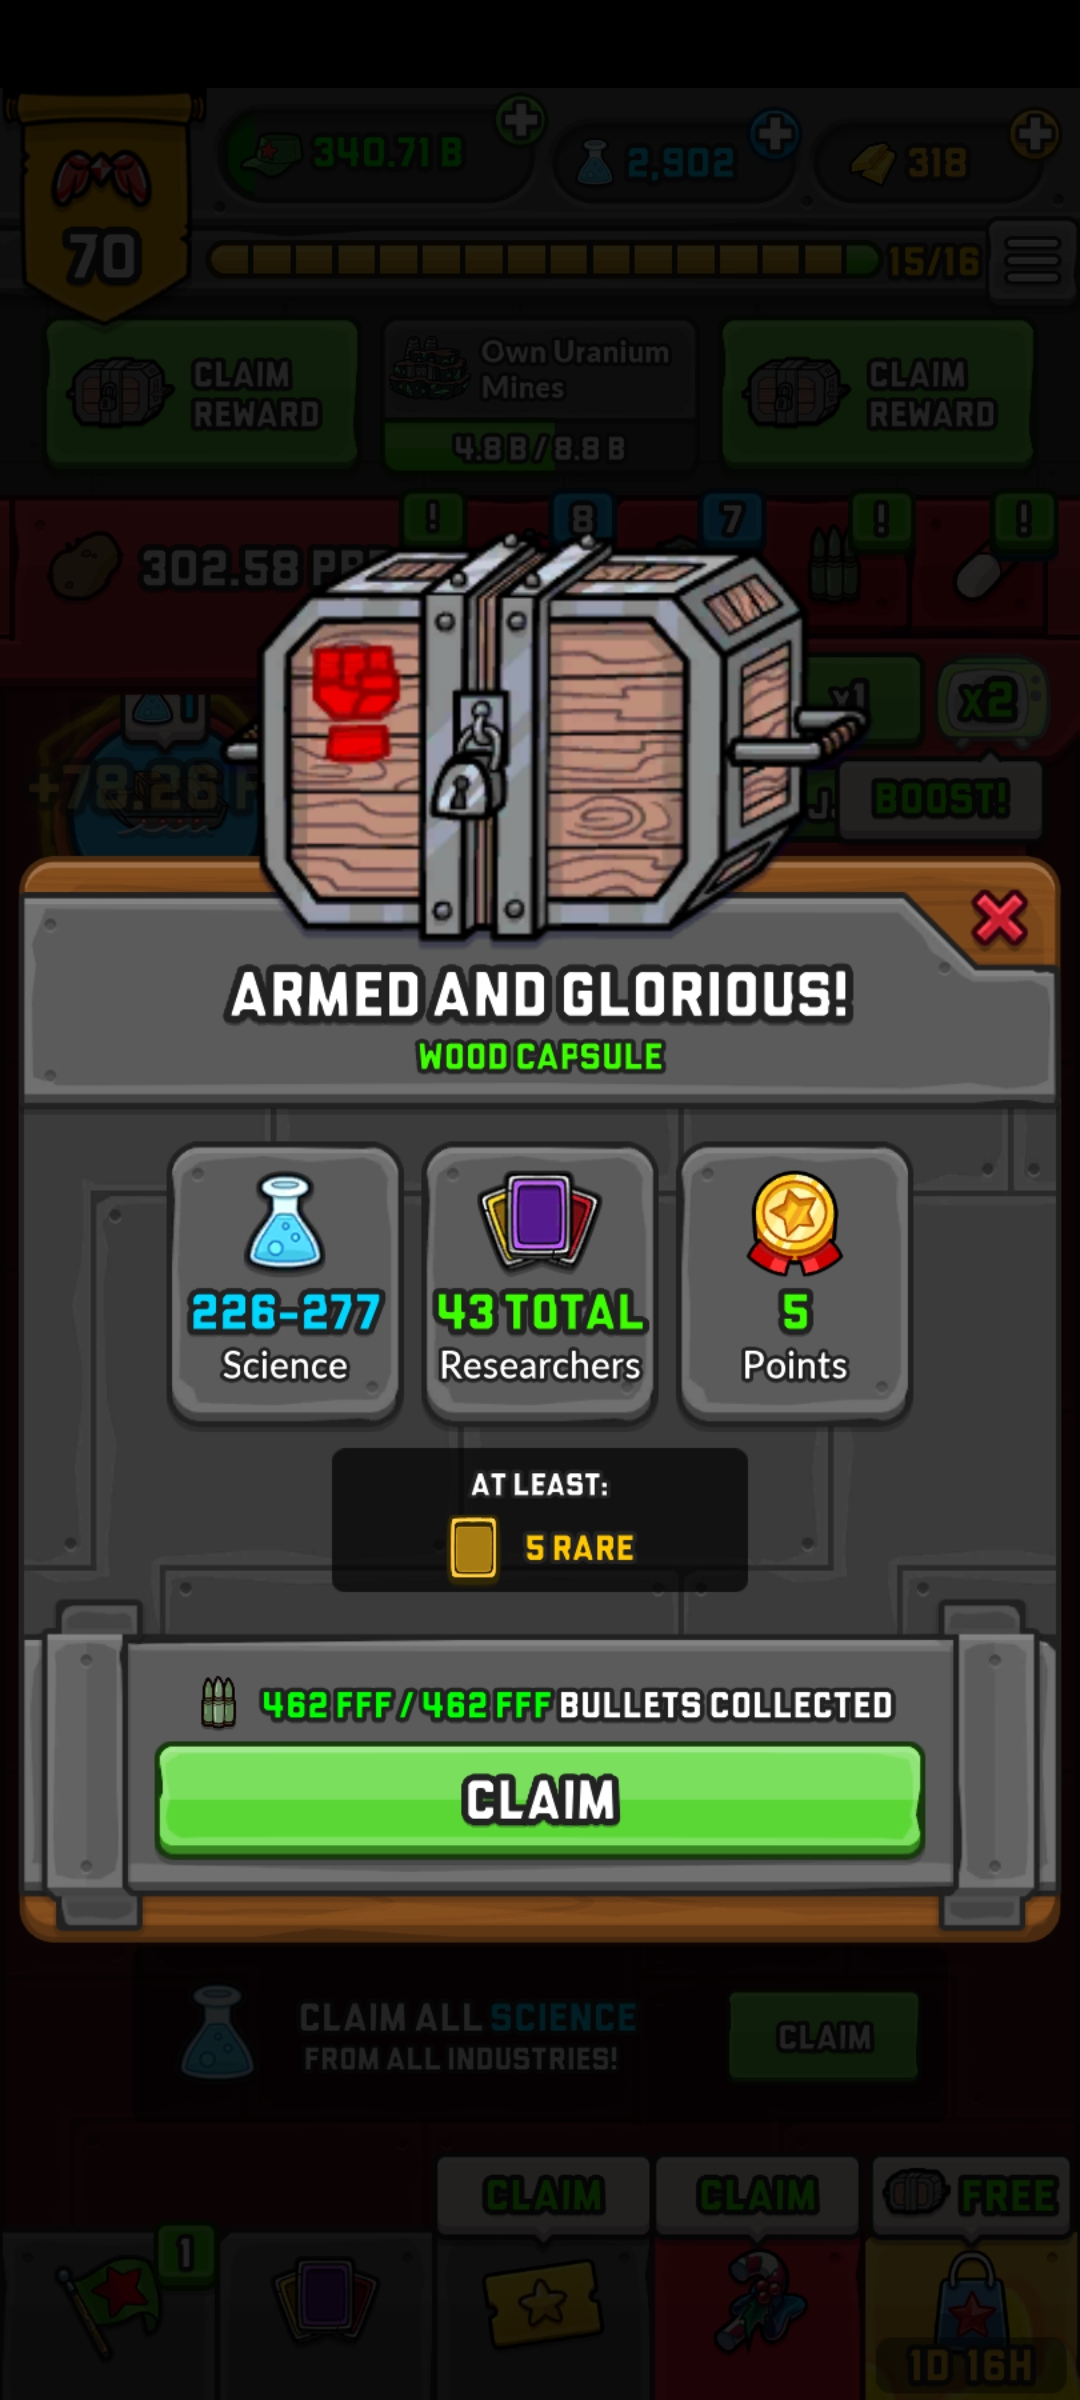 340.71 B
2,902
318
70
15/16
CLAIM
REWARD
Own Uranium
Mines
4.8 B / 8.8 B
CLAIM
REWARD
!
8
7
!
!
302.58
x1
x2
+78.26
BOOST!
ARMED AND GLORIOUS!
WOOD CAPSULE
226-277
Science
43 TOTAL
Researchers
5
Points
AT LEAST:
5 RARE
462 FFF / 462 FFF BULLETS COLLECTED
CLAIM
CLAIM ALL SCIENCE
FROM ALL INDUSTRIES!
CLAIM
CLAIM
CLAIM
FREE
1
1D 16H